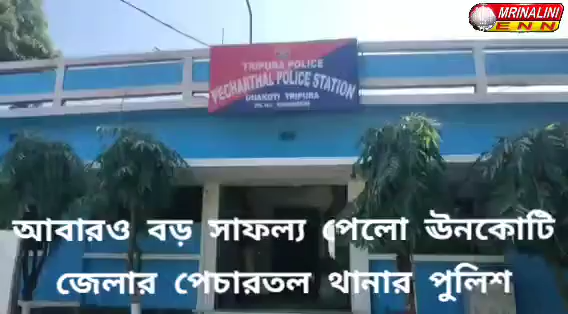 MRINALINI
ENN
TRIPURA POLICE
PECHARTHAL POLICE STATION
UNAKOTI TRIPURA
আবারও বড় সাফল্য পেলো ঊনকোটি
জেলার পেচারতল থানার পুলিশ